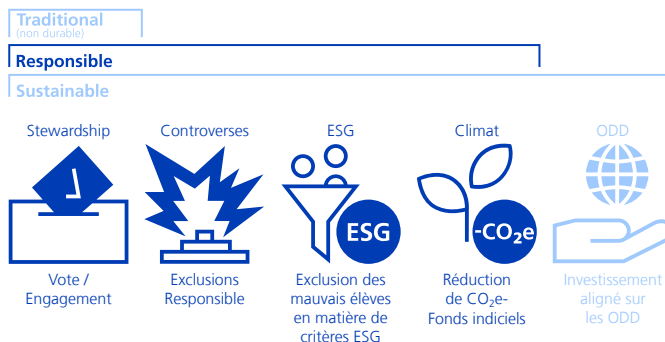 Traditional
(non durable)
Responsible
Sustainable
Stewardship
Controverses
ESG
Climat
ODD
ESG
-CO₂e
Vote /
Engagement
Exclusions
Responsible
Exclusion des
mauvais élèves
en matière de
critères ESG
Réduction
de CO₂e-
Fonds indiciels
Investissement
aligné sur
les ODD